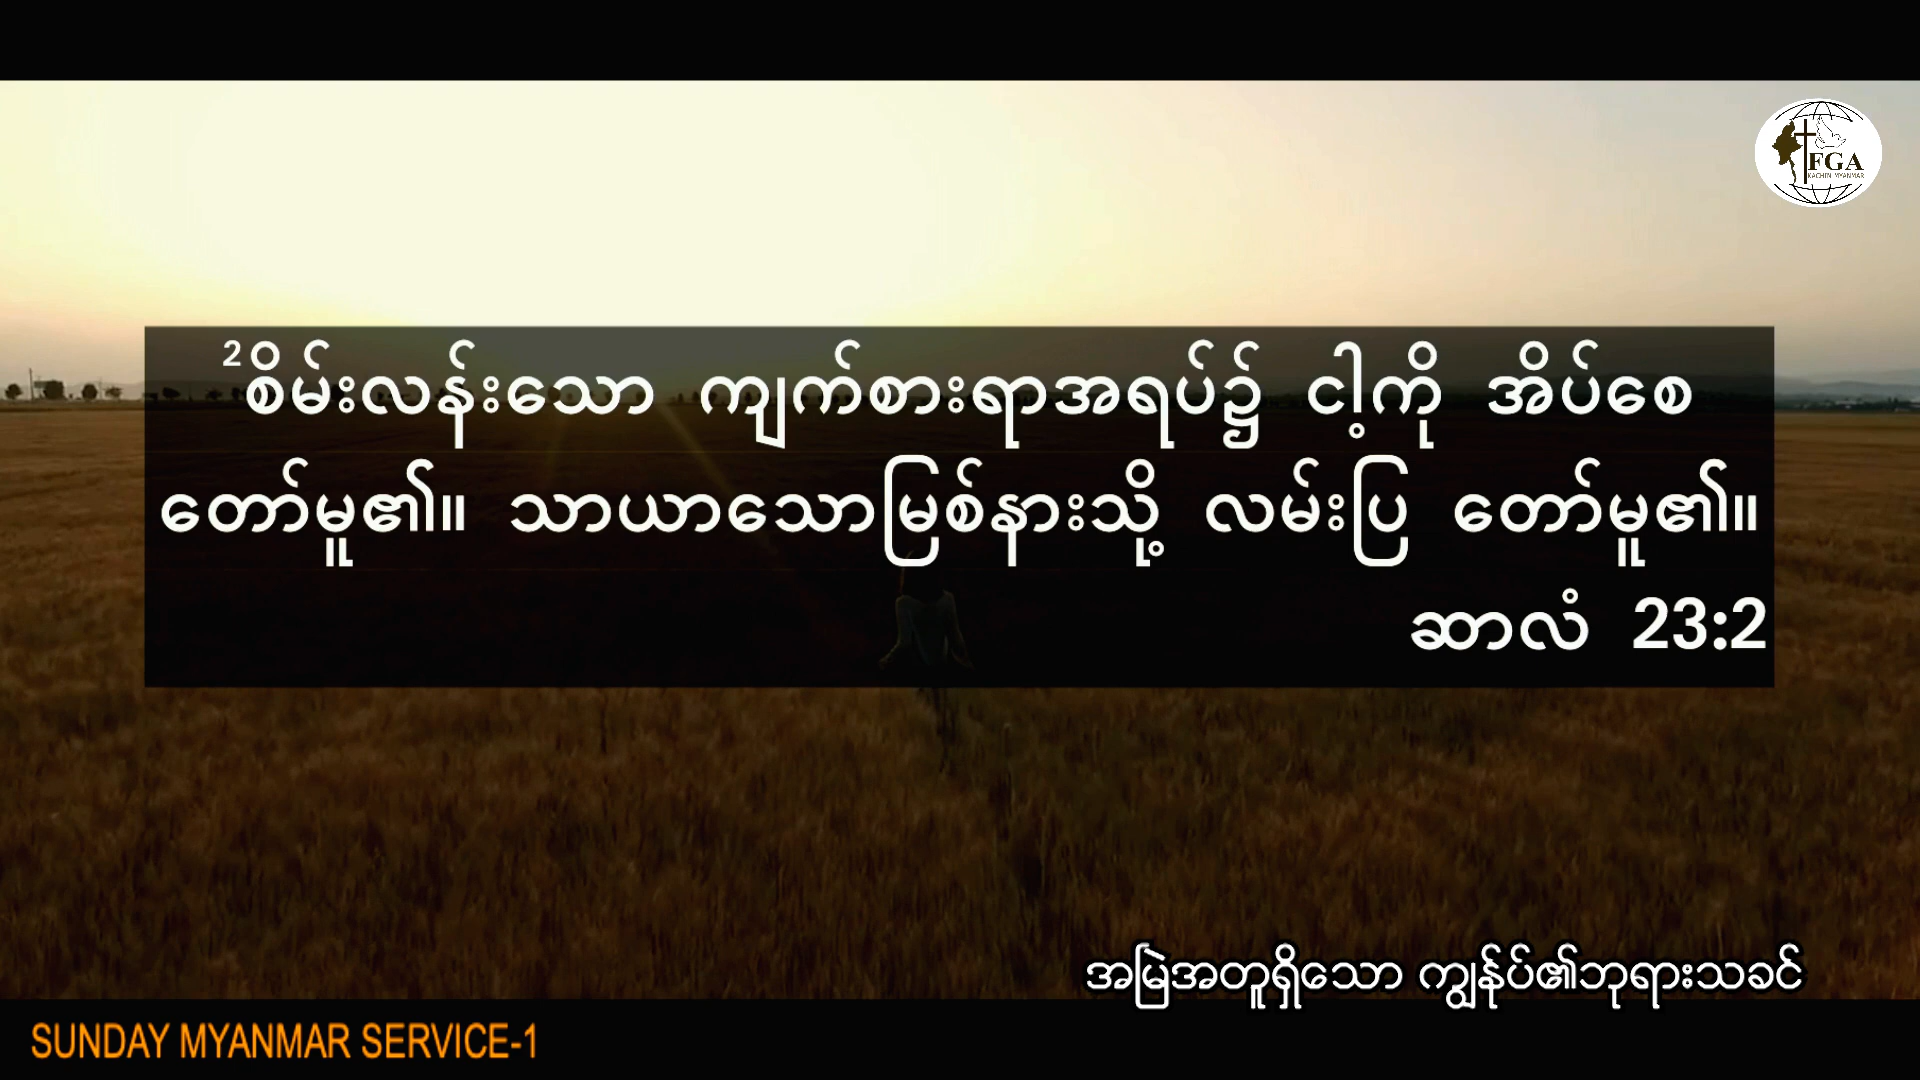 FGA
KACHIN MYANMAR
²စိမ်းလန်းသော ကျက်စားရာအရပ်၌ ငါ့ကို အိပ်စေ
တော်မူ၏။ သာယာသောမြစ်နားသို့ လမ်းပြ တော်မူ၏။
ဆာလံ 23:2
အမြဲအတူရှိသော ကျွန်ုပ်၏ဘုရားသခင်
SUNDAY MYANMAR SERVICE-1